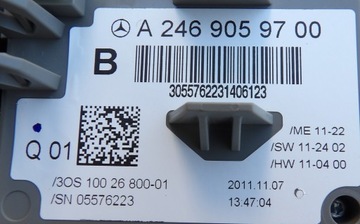 A 246 905 97 00
B
3055762231406123
Q 01
/ME 11-22
/SW 11-24 02
/HW 11-04 00
/3OS 100 26 800-01
2011.11.07
/SN 05576223
13:47:04